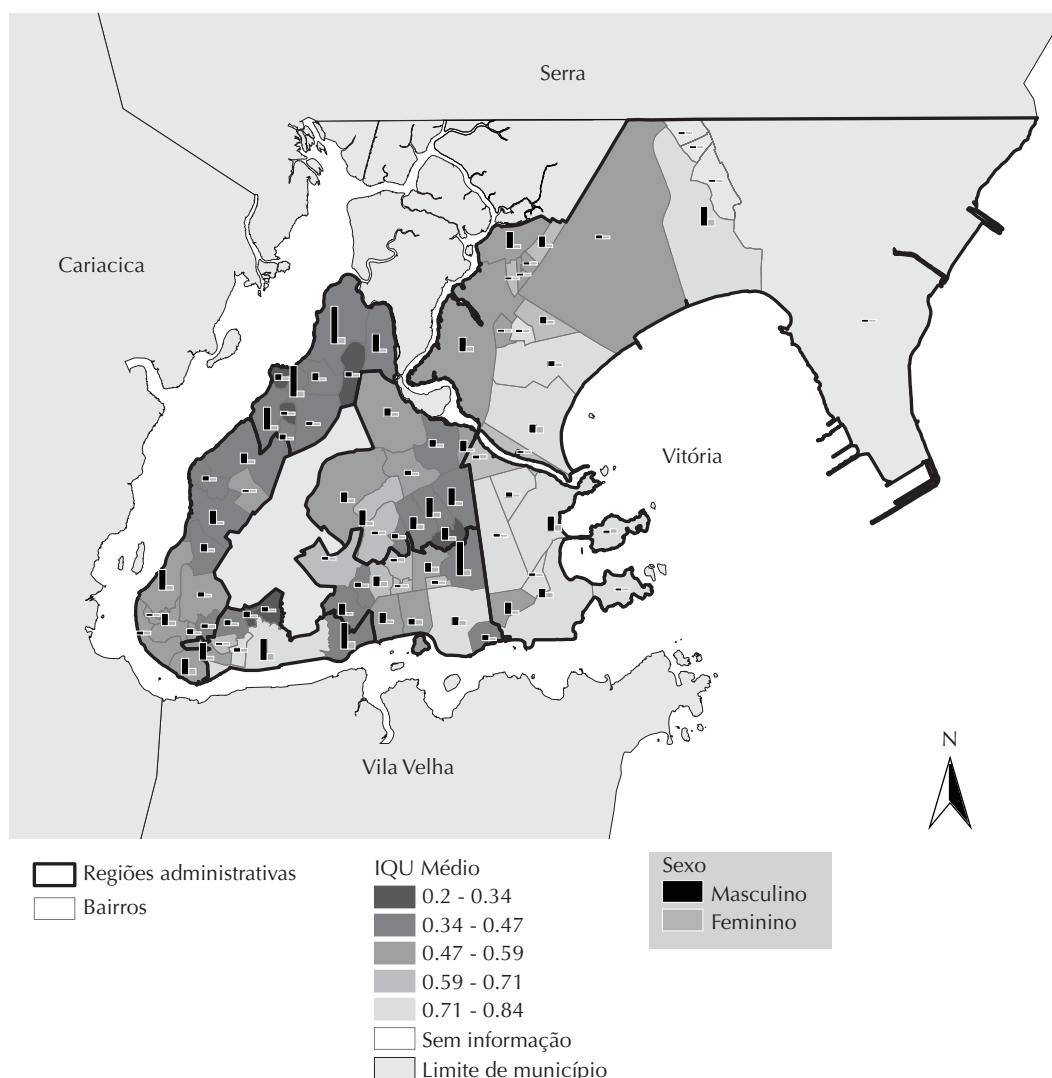 Serra
Cariacica
Vitória
N
Vila Velha
Regiões administrativas
Bairros
IQU Médio
0.2 - 0.34
0.34 - 0.47
0.47 - 0.59
0.59 - 0.71
0.71 - 0.84
Sem informação
Limite de município
Sexo
Masculino
Feminino